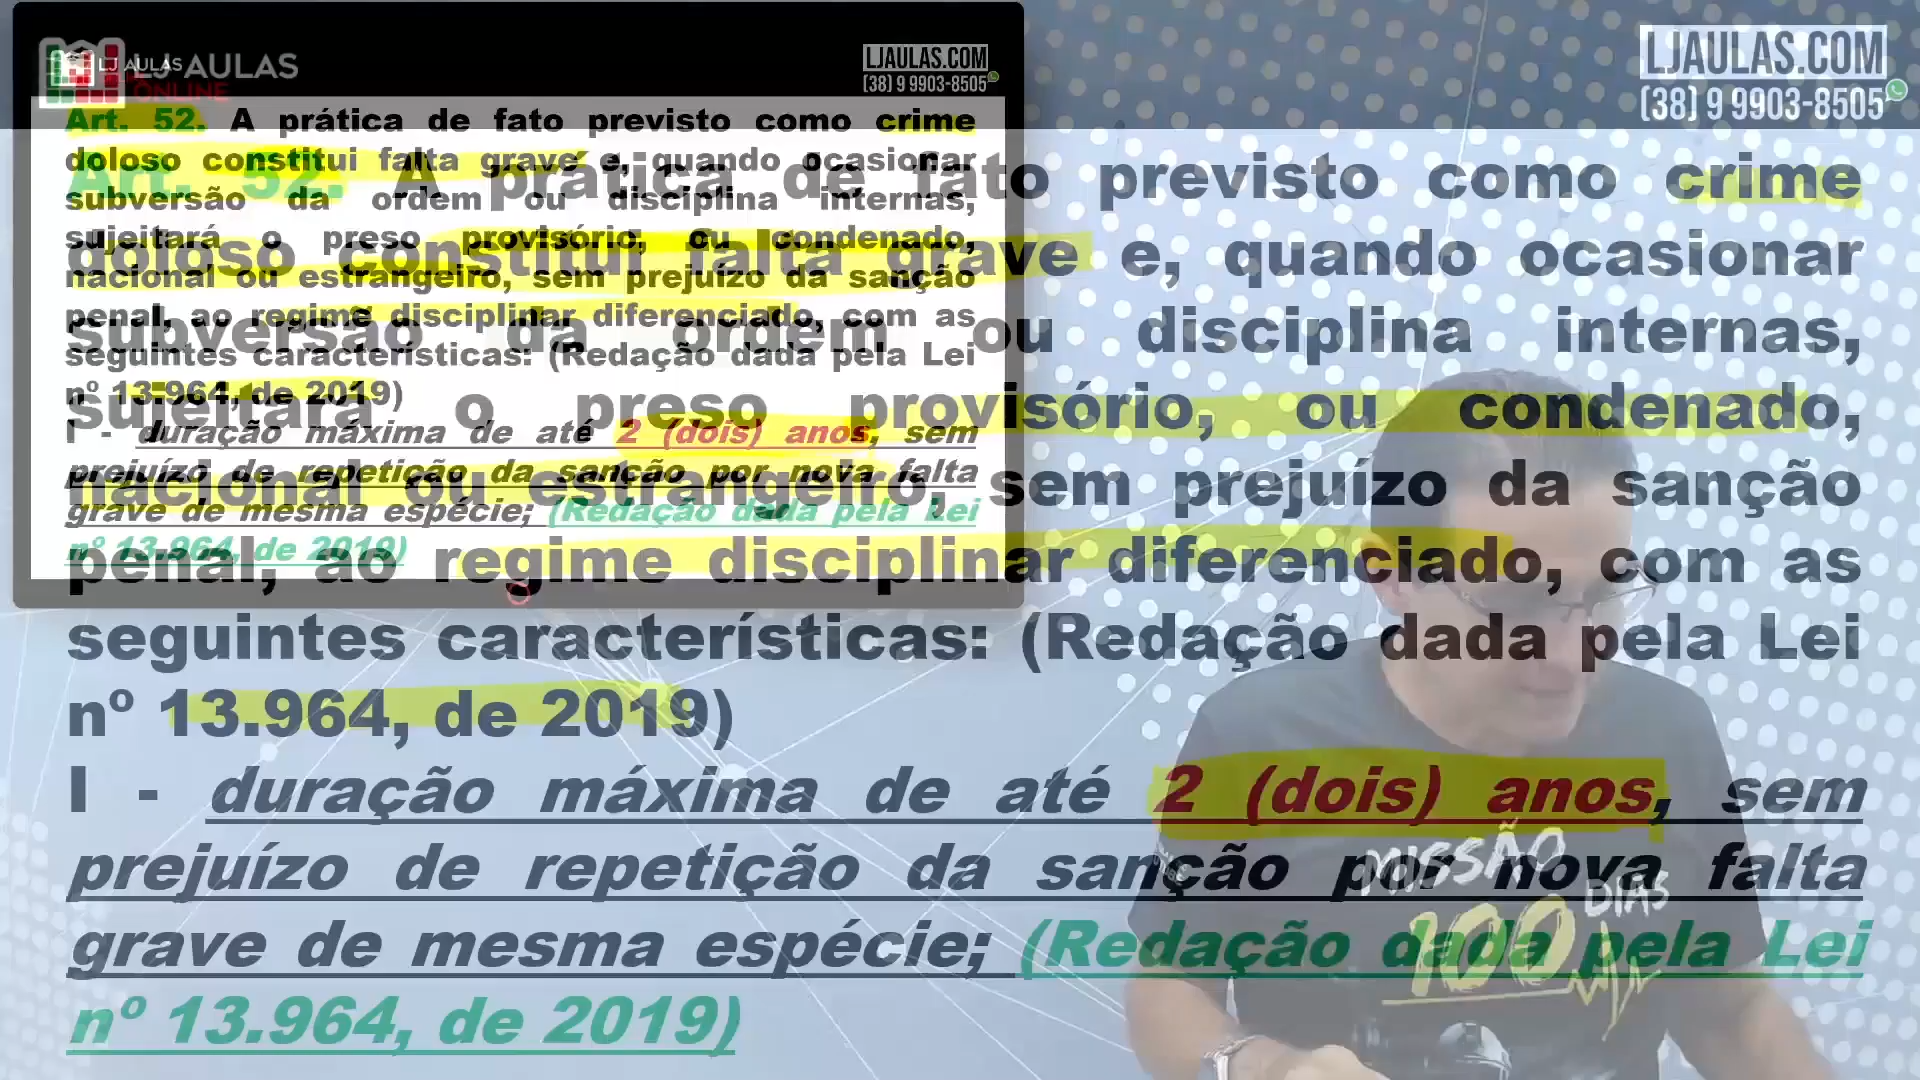 LJ AULAS
LJ AULAS
ONLINE
LJAULAS.COM
(38) 9 9903-8505
LJAULAS.COM
(38) 9 9903-8505
Art. 52. A prática de fato previsto como crime
doloso constitui falta grave e, quando ocasionar
subversão da ordem ou disciplina internas,
sujeitará o preso provisório, ou condenado,
nacional ou estrangeiro, sem prejuízo da sanção
penal, ao regime disciplinar diferenciado, com as
seguintes características: (Redação dada pela Lei
nº 13.964, de 2019)
I - duração máxima de até 2 (dois) anos, sem
prejuízo de repetição da sanção por nova falta
grave de mesma espécie; (Redação dada pela Lei
nº 13.964, de 2019)
Art. 52. A prática de fato previsto como crime
doloso constitui falta grave e, quando ocasionar
subversão da ordem ou disciplina internas,
sujeitará o preso provisório, ou condenado,
nacional ou estrangeiro, sem prejuízo da sanção
penal, ao regime disciplinar diferenciado, com as
seguintes características: (Redação dada pela Lei
nº 13.964, de 2019)
I - duração máxima de até 2 (dois) anos, sem
prejuízo de repetição da sanção por nova falta
grave de mesma espécie; (Redação dada pela Lei
nº 13.964, de 2019)
MISSÃO
100 DIAS